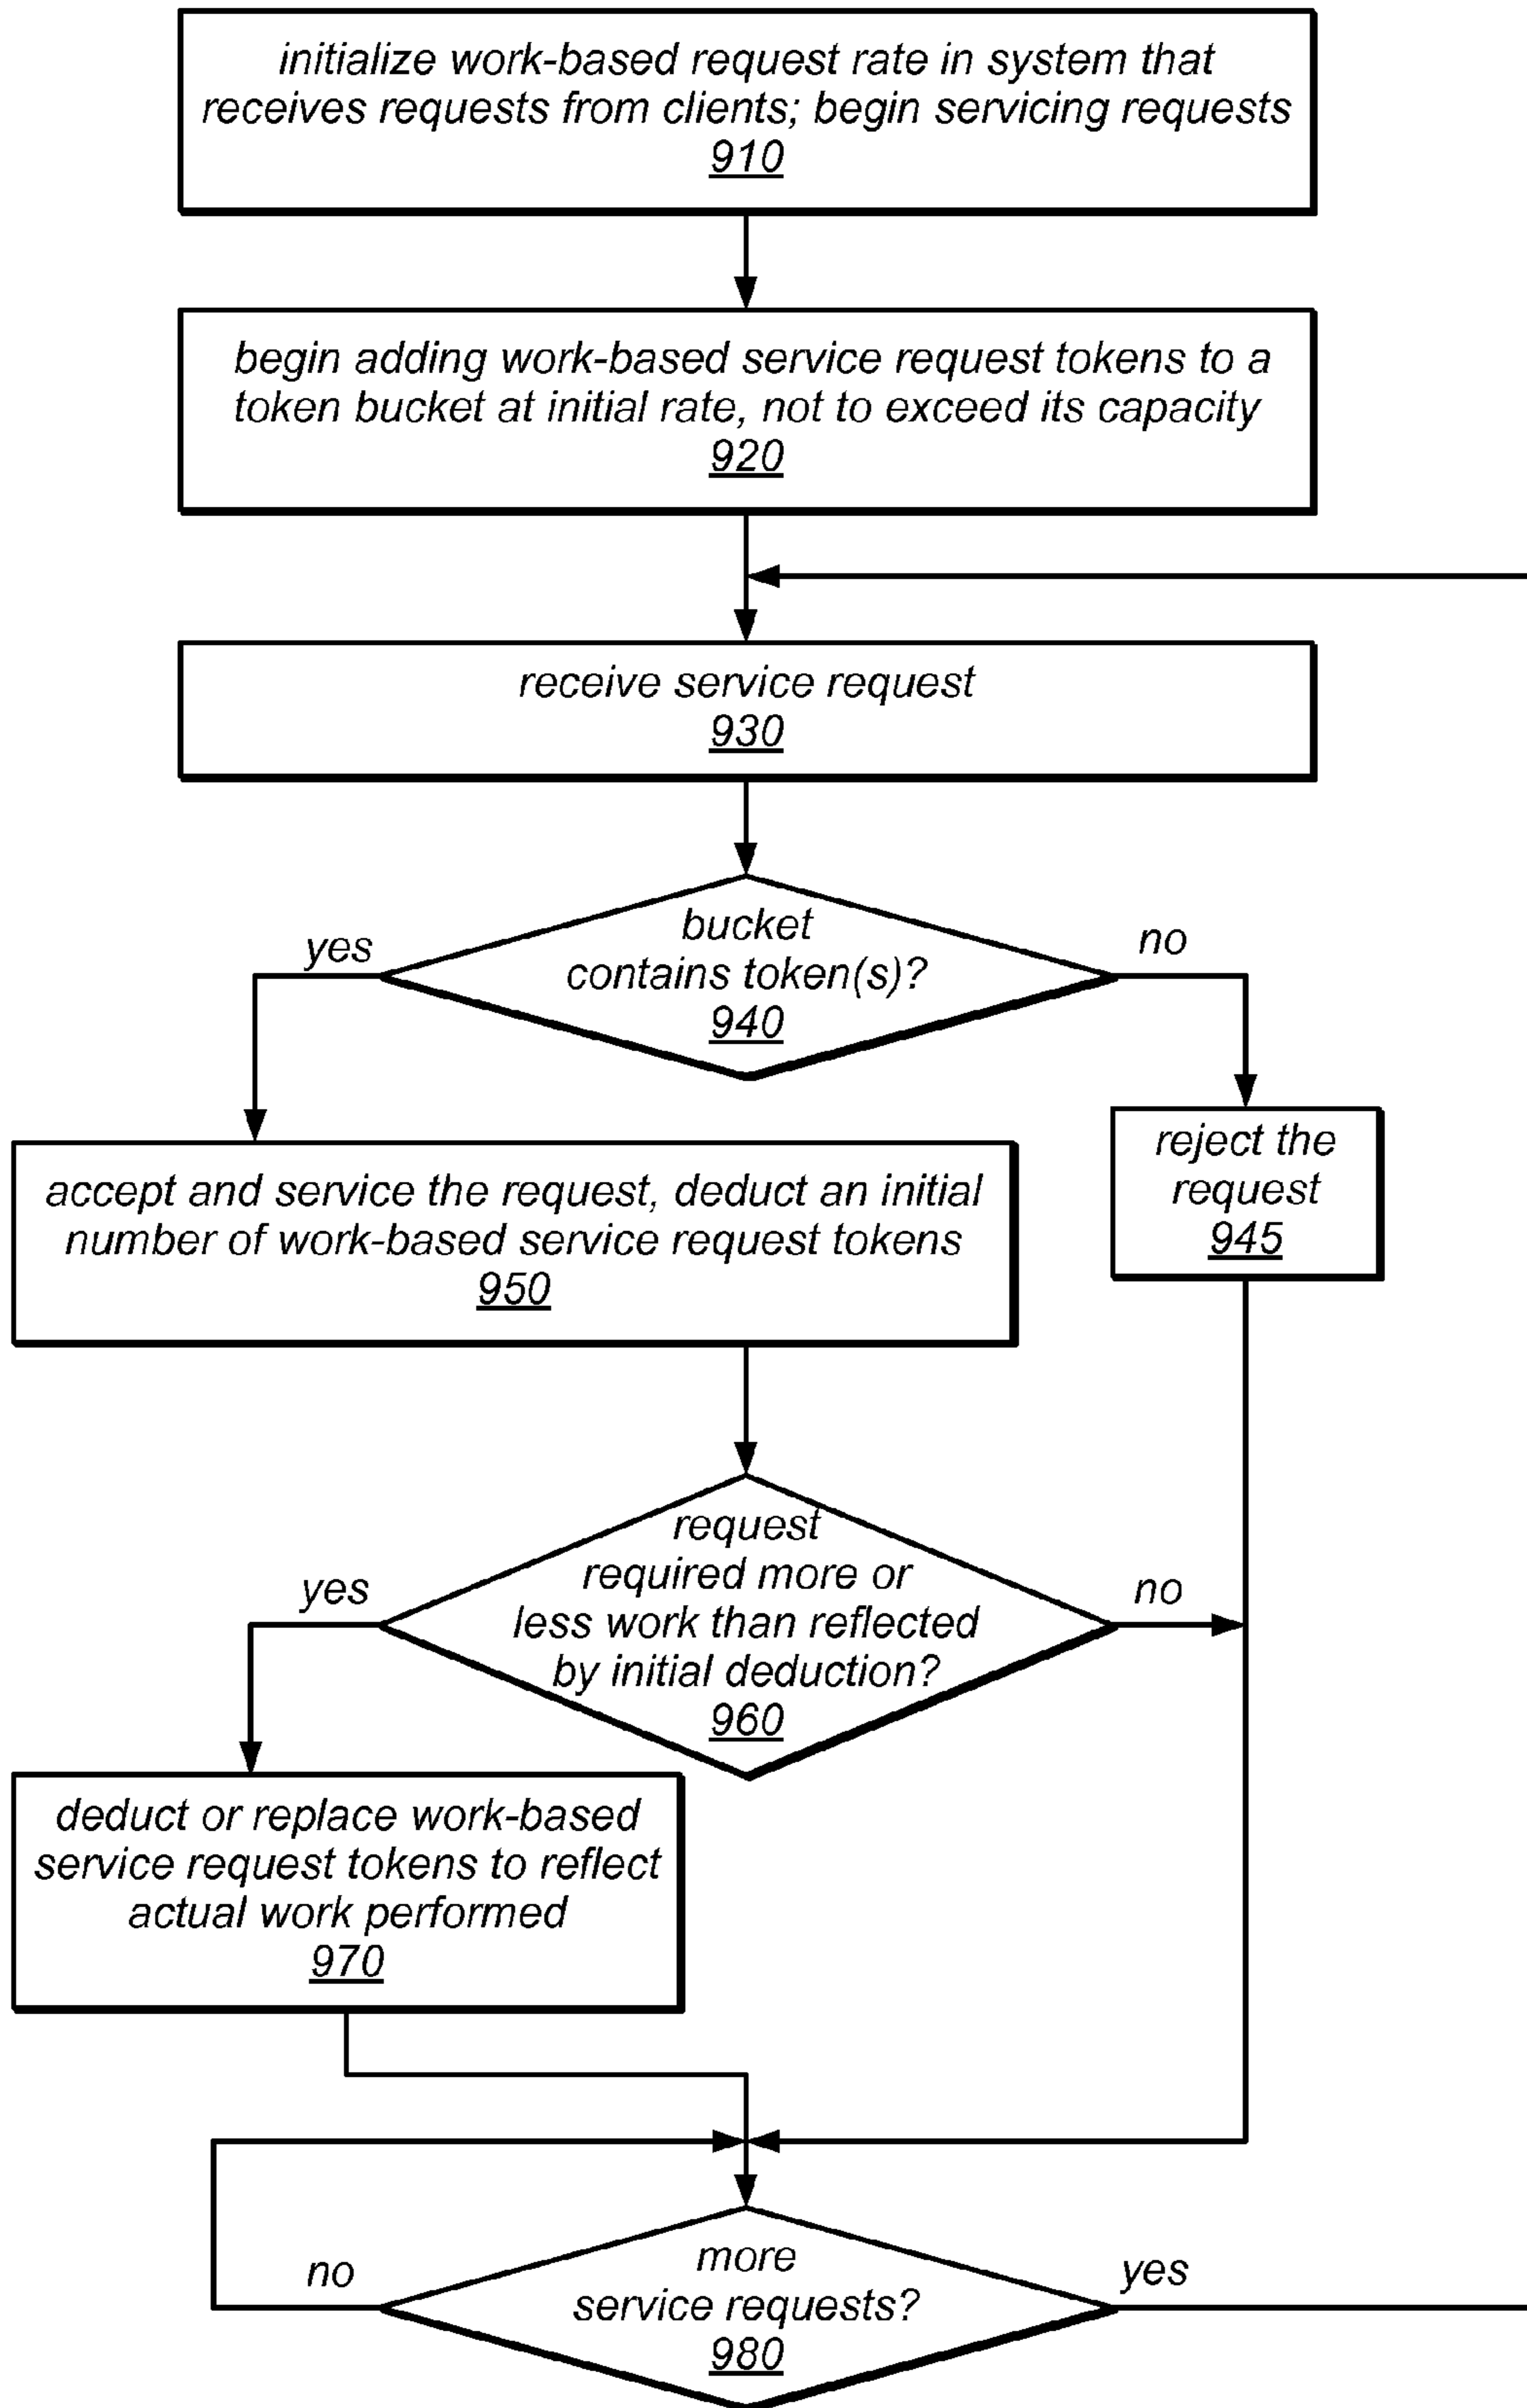 initialize work-based request rate in system that
receives requests from clients; begin servicing requests
910
begin adding work-based service request tokens to a
token bucket at initial rate, not to exceed its capacity
920
receive service request
930
bucket
contains token(s)?
940
yes
no
accept and service the request, deduct an initial
number of work-based service request tokens
950
reject the
request
945
request
required more or
less work than reflected
by initial deduction?
960
yes
no
deduct or replace work-based
service request tokens to reflect
actual work performed
970
more
service requests?
980
no
yes